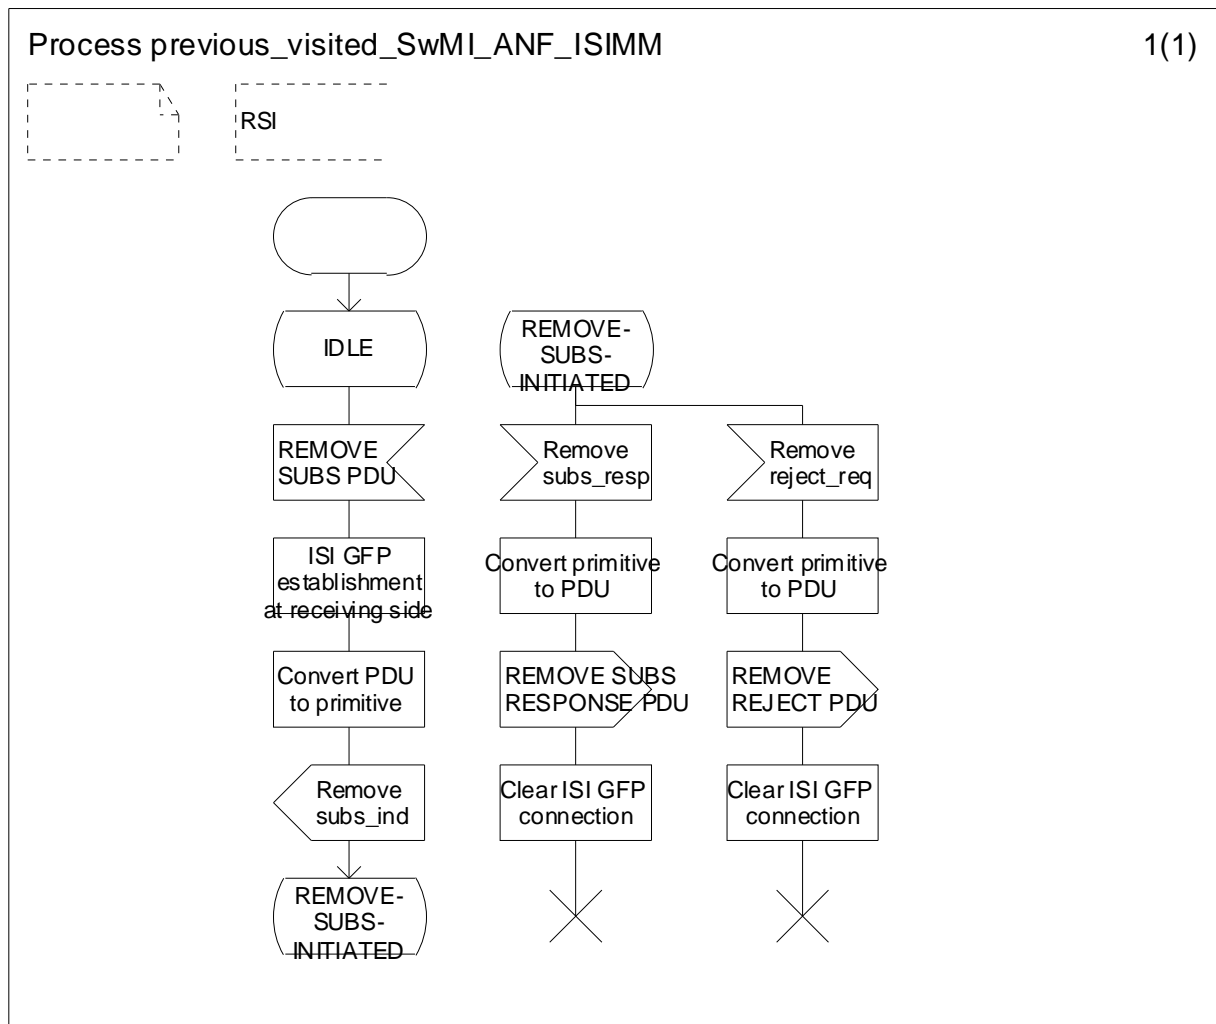 Process previous_visited_SwMI_ANF_ISIMM
1(1)
RSI
IDLE
REMOVE
SUBS PDU
ISI GFP
establishment
at receiving side
Convert PDU
to primitive
Remove
subs_ind
REMOVE-
SUBS-
INITIATED
REMOVE-
SUBS-
INITIATED
Remove
subs_resp
Convert primitive
to PDU
REMOVE SUBS
RESPONSE PDU
Clear ISI GFP
connection
Remove
reject_req
Convert primitive
to PDU
REMOVE
REJECT PDU
Clear ISI GFP
connection